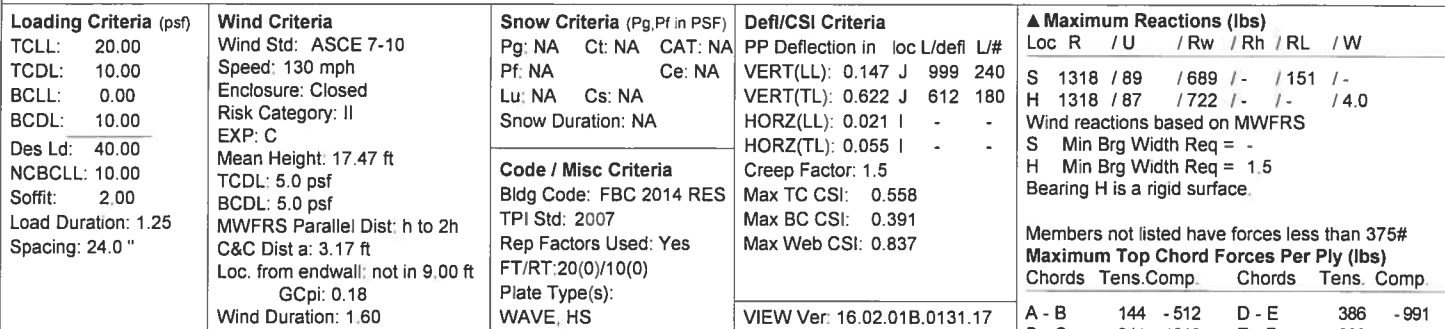 Loading Criteria (psf)
TCLL: 20.00
TCDL: 10.00
BCLL: 0.00
BCDL: 10.00
Des Ld: 40.00
NCBCLL: 10.00
Soffit: 2.00
Load Duration: 1.25
Spacing: 24.0 "
Wind Criteria
Wind Std: ASCE 7-10
Speed: 130 mph
Enclosure: Closed
Risk Category: II
EXP: C
Mean Height: 17.47 ft
TCDL: 5.0 psf
BCDL: 5.0 psf
MWFRS Parallel Dist: h to 2h
C&C Dist a: 3.17 ft
Loc. from endwall: not in 9.00 ft
GCpi: 0.18
Wind Duration: 1.60
Snow Criteria (Pg,Pf in PSF)
Pg: NA Ct: NA CAT: NA
Pf: NA Ce: NA
Lu: NA Cs: NA
Snow Duration: NA
Code / Misc Criteria
Bldg Code: FBC 2014 RES
TPI Std: 2007
Rep Factors Used: Yes
FT/RT:20(0)/10(0)
Plate Type(s):
WAVE, HS
Defl/CSI Criteria
PP Deflection in loc L/defl L/#
VERT(LL): 0.147 J 999 240
VERT(TL): 0.622 J 612 180
HORZ(LL): 0.021 I - -
HORZ(TL): 0.055 I - -
Creep Factor: 1.5
Max TC CSI: 0.558
Max BC CSI: 0.391
Max Web CSI: 0.837
VIEW Ver: 16.02.01B.0131.17
▲ Maximum Reactions (lbs)
Loc R / U / Rw / Rh / RL / W
S 1318 / 89 / 689 / - / 151 / -
H 1318 / 87 / 722 / - / - / 4.0
Wind reactions based on MWFRS
S Min Brg Width Req = -
H Min Brg Width Req = 1.5
Bearing H is a rigid surface.
Members not listed have forces less than 375#
Maximum Top Chord Forces Per Ply (lbs)
Chords Tens.Comp. Chords Tens. Comp.
A - B 144 - 512 D - E 386 - 991